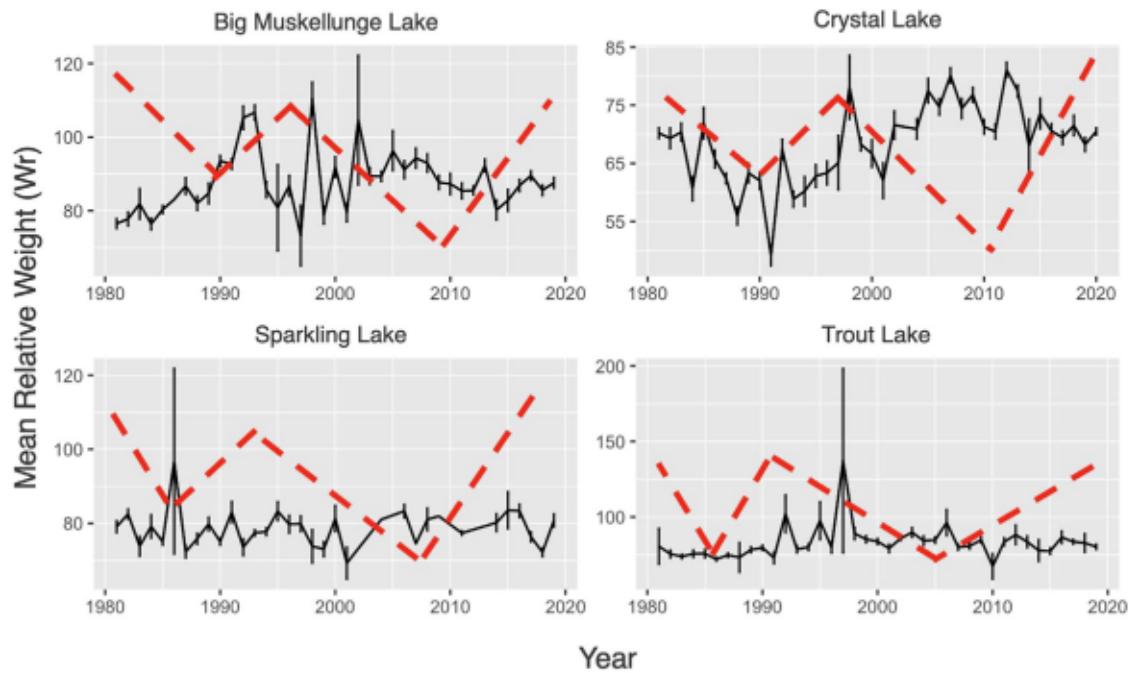 Big Muskellunge Lake
Crystal Lake
120
100
80
1980 1990 2000 2010 2020
85
75
65
55
1980 1990 2000 2010 2020
Mean Relative Weight (Wr)
Sparkling Lake
Trout Lake
120
100
80
1980 1990 2000 2010 2020
200
150
100
1980 1990 2000 2010 2020
Year